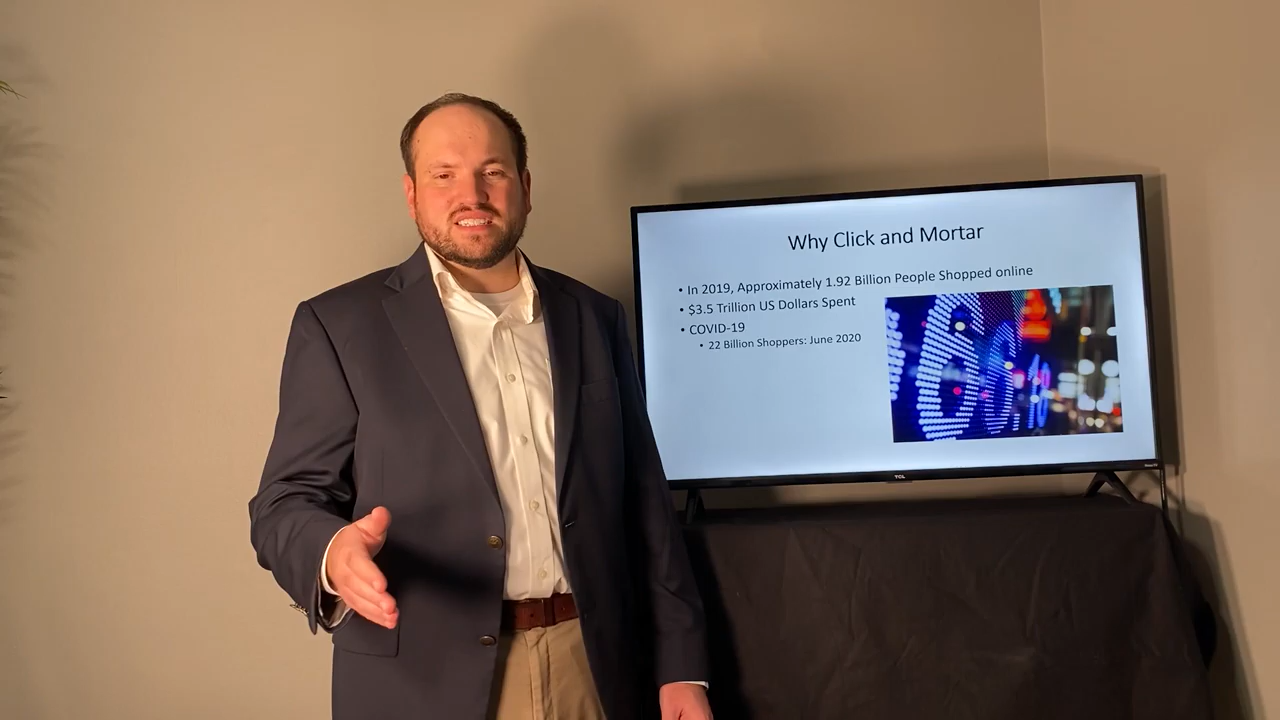 Why Click and Mortar
• In 2019, Approximately 1.92 Billion People Shopped online
• $3.5 Trillion US Dollars Spent
• COVID-19
• 22 Billion Shoppers: June 2020
TCL